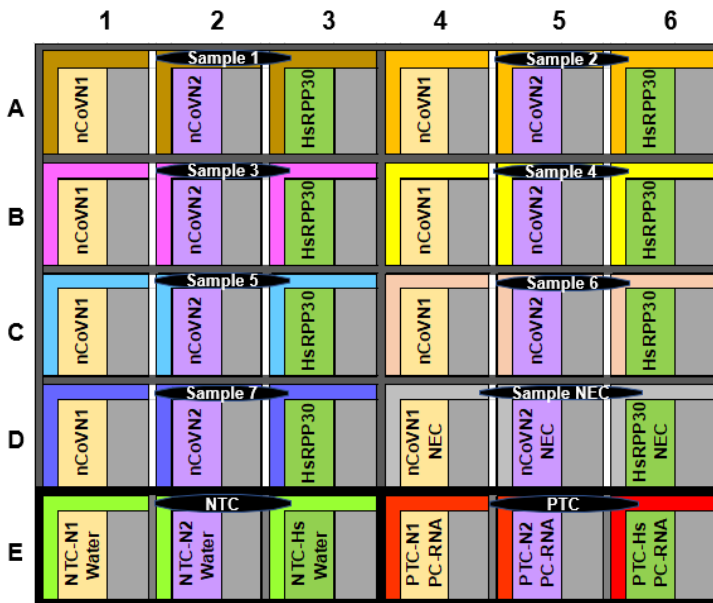 1 2 3 4 5 6
Sample 1 Sample 2
A nCoVN1 nCoVN2 HsRPP30 nCoVN1 nCoVN2 HsRPP30
Sample 3 Sample 4
B nCoVN1 nCoVN2 HsRPP30 nCoVN1 nCoVN2 HsRPP30
Sample 5 Sample 6
C nCoVN1 nCoVN2 HsRPP30 nCoVN1 nCoVN2 HsRPP30
Sample 7 Sample NEC
D nCoVN1 nCoVN2 HsRPP30 nCoVN1 NEC nCoVN2 NEC HsRPP30 NEC
NTC PTC
E NTC-N1 Water NTC-N2 Water NTC-Hs Water PTC-N1 PC-RNA PTC-N2 PC-RNA PTC-Hs PC-RNA